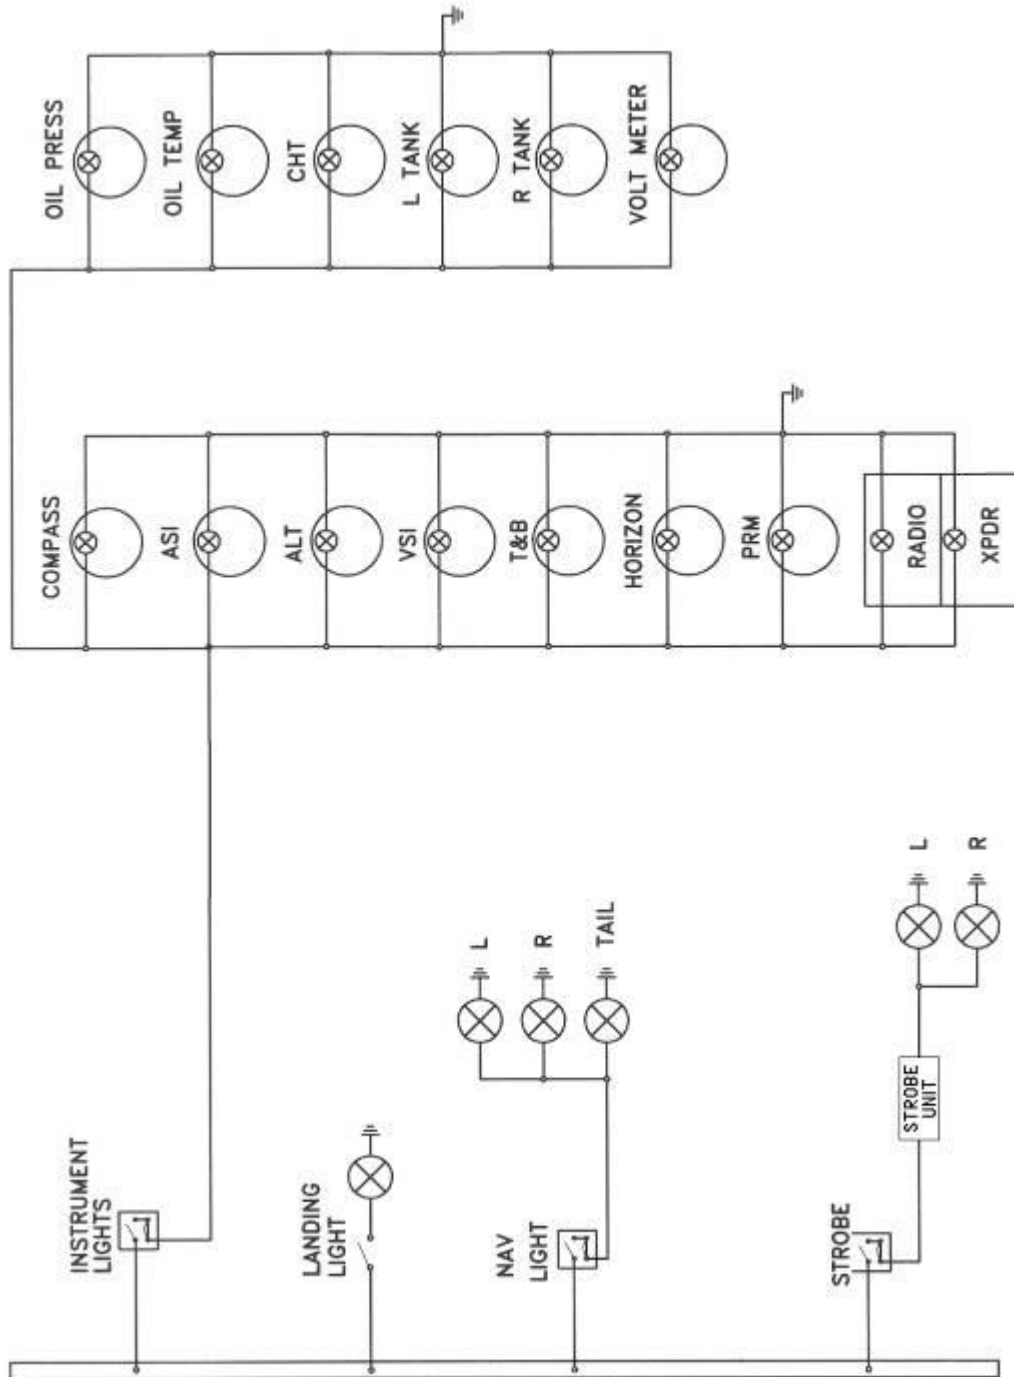 OIL PRESS
OIL TEMP
CHT
L TANK
R TANK
VOLT METER
COMPASS
ASI
ALT
VSI
T&B
HORIZON
PRM
RADIO
XPDR
INSTRUMENT
LIGHTS
LANDING
LIGHT
NAV
LIGHT
L
R
TAIL
STROBE
STROBE
UNIT
L
R